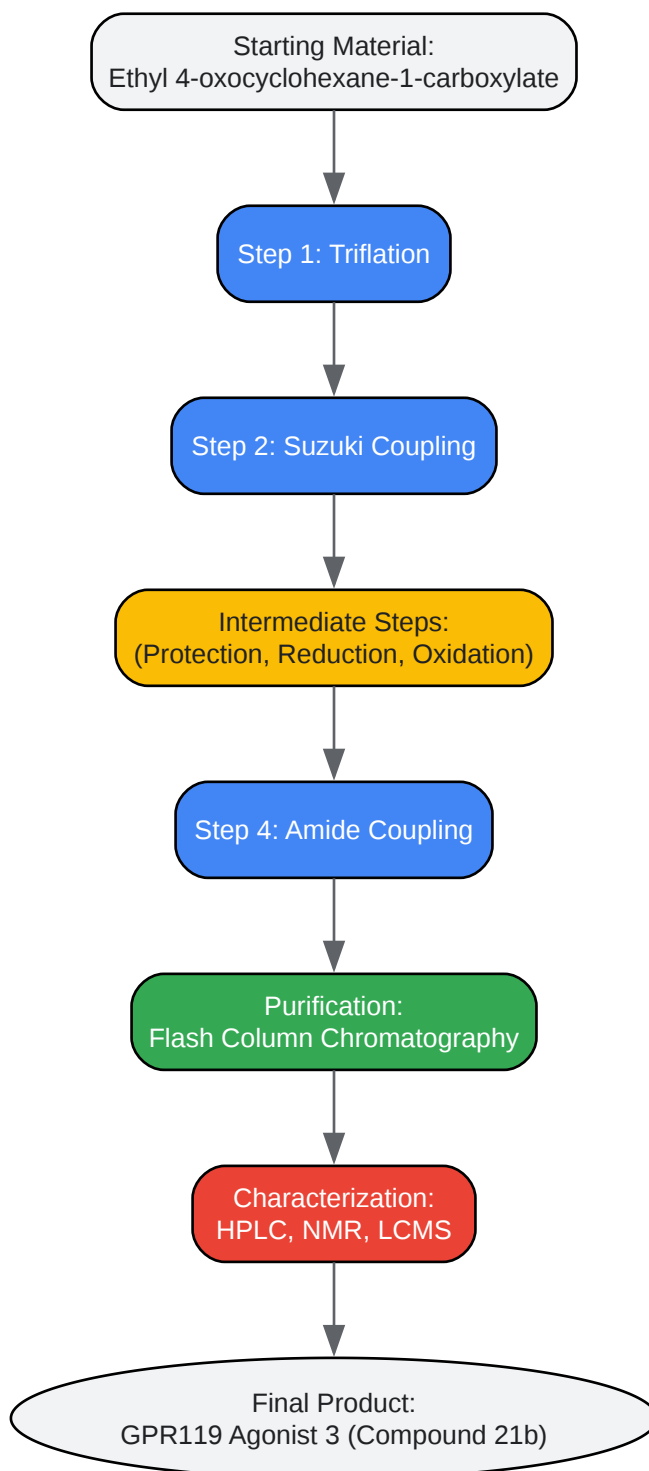 Starting Material:
Ethyl 4-oxocyclohexane-1-carboxylate
Step 1: Triflation
Step 2: Suzuki Coupling
Intermediate Steps:
(Protection, Reduction, Oxidation)
Step 4: Amide Coupling
Purification:
Flash Column Chromatography
Characterization:
HPLC, NMR, LCMS
Final Product:
GPR119 Agonist 3 (Compound 21b)